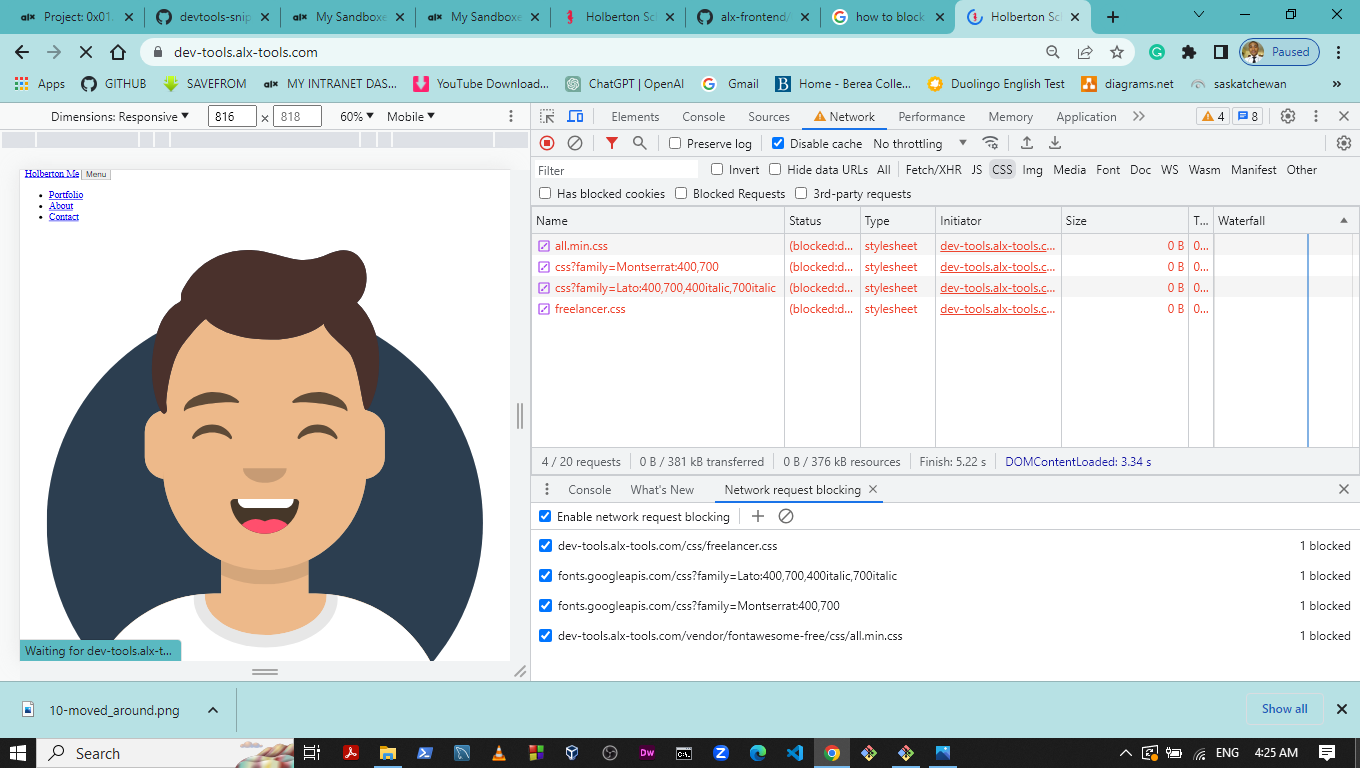 Project: 0x01.
devtools-snip
My Sandboxe
My Sandboxe
Holberton Sch
alx-frontend/
how to block
Holberton Sch
dev-tools.alx-tools.com
Paused
Apps
GITHUB
SAVEFROM
MY INTRANET DAS...
YouTube Download...
ChatGPT | OpenAI
Gmail
Home - Berea Colle...
Duolingo English Test
diagrams.net
saskatchewan
»
Dimensions: Responsive
816
×
818
60%
Mobile
Elements
Console
Sources
Network
Performance
Memory
Application
4
8
Preserve log
Disable cache
No throttling
Filter
Invert
Hide data URLs
All
Fetch/XHR
JS
CSS
Img
Media
Font
Doc
WS
Wasm
Manifest
Other
Has blocked cookies
Blocked Requests
3rd-party requests
Name Status Type Initiator Size T... Waterfall
all.min.css (blocked:d... stylesheet dev-tools.alx-tools.c... 0 B 0...
css?family=Montserrat:400,700 (blocked:d... stylesheet dev-tools.alx-tools.c... 0 B 0...
css?family=Lato:400,700,400italic,700italic (blocked:d... stylesheet dev-tools.alx-tools.c... 0 B 0...
freelancer.css (blocked:d... stylesheet dev-tools.alx-tools.c... 0 B 0...
4 / 20 requests
0 B / 381 kB transferred
0 B / 376 kB resources
Finish: 5.22 s
DOMContentLoaded: 3.34 s
Console
What's New
Network request blocking
Enable network request blocking
dev-tools.alx-tools.com/css/freelancer.css 1 blocked
fonts.googleapis.com/css?family=Lato:400,700,400italic,700italic 1 blocked
fonts.googleapis.com/css?family=Montserrat:400,700 1 blocked
dev-tools.alx-tools.com/vendor/fontawesome-free/css/all.min.css 1 blocked
Holberton Me
Menu
Portfolio
About
Contact
Waiting for dev-tools.alx-t...
10-moved_around.png
Show all
Search
ENG
4:25 AM